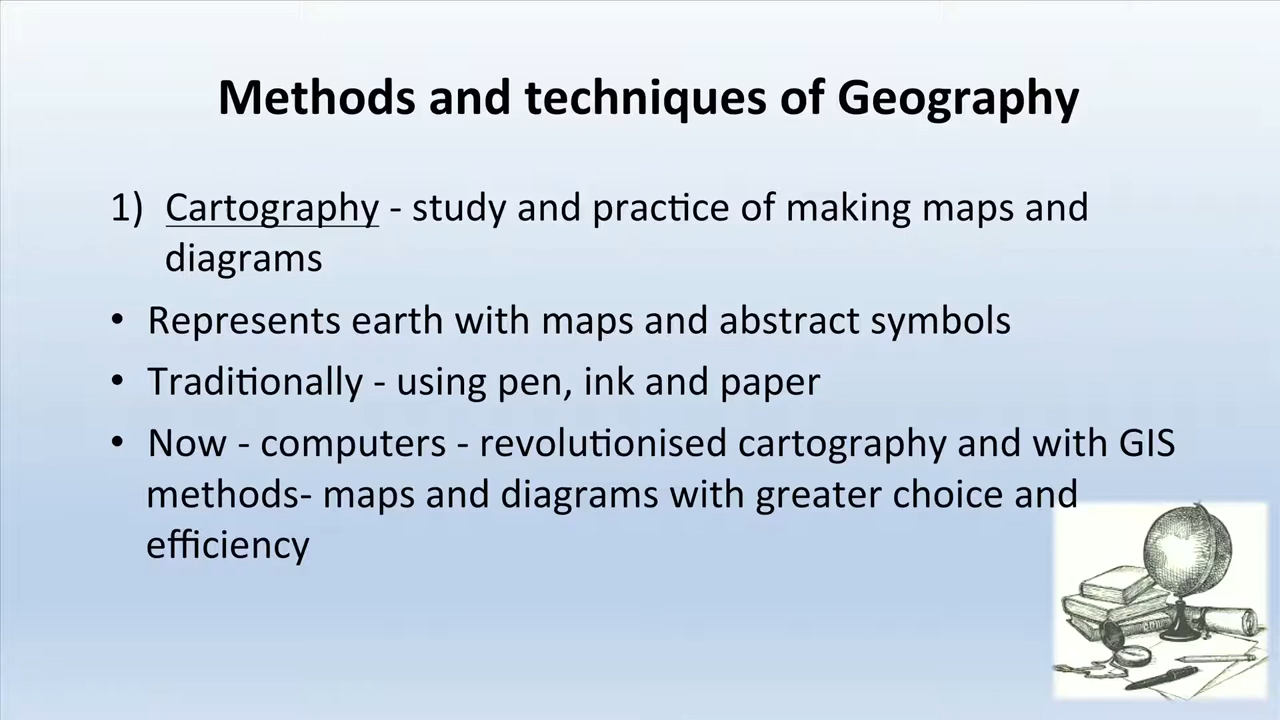 Methods and techniques of Geography
1) Cartography - study and practice of making maps and
diagrams
• Represents earth with maps and abstract symbols
• Traditionally - using pen, ink and paper
• Now - computers - revolutionised cartography and with GIS
methods- maps and diagrams with greater choice and
efficiency